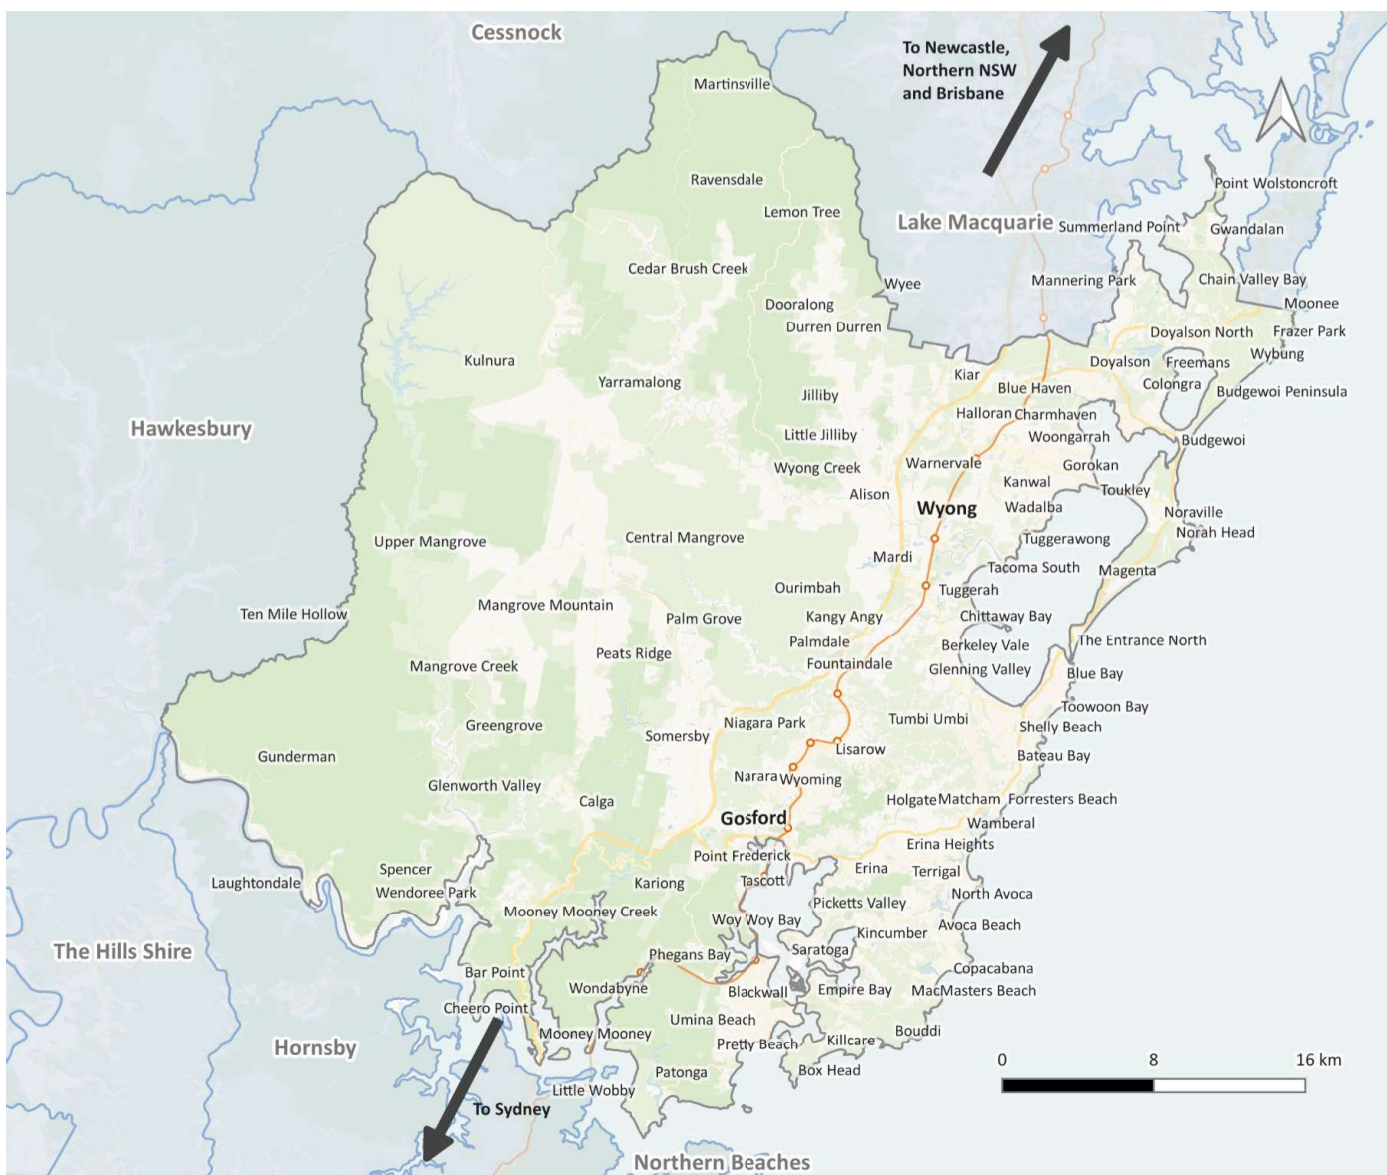 Cessnock
To Newcastle,
Northern NSW
and Brisbane
Martinsville
Ravensdale
Point Wolstoncroft
Lemon Tree
Lake Macquarie
Summerland Point
Gwandalan
Cedar Brush Creek
Wyee
Mannering Park
Chain Valley Bay
Dooralong
Moonee
Durren Durren
Doyalson North
Frazer Park
Kulnura
Wybung
Doyalson
Freemans
Kiar
Yarramalong
Colongra
Blue Haven
Budgewoi Peninsula
Jilliby
Halloran
Charmhaven
Hawkesbury
Little Jilliby
Woongarrah
Budgewoi
Wyong Creek
Warnervale
Gorokan
Kanwal
Toukley
Alison
Wyong
Wadalba
Noraville
Norah Head
Upper Mangrove
Central Mangrove
Tuggerawong
Mardi
Tacoma South
Magenta
Ourimbah
Tuggerah
Ten Mile Hollow
Mangrove Mountain
Palm Grove
Kangy Angy
Chittaway Bay
Palmdale
Berkeley Vale
The Entrance North
Peats Ridge
Mangrove Creek
Fountaindale
Glenning Valley
Blue Bay
Toowoon Bay
Greengrove
Niagara Park
Tumbi Umbi
Shelly Beach
Somersby
Lisarow
Gunderman
Bateau Bay
Narara
Wyoming
Glenworth Valley
Calga
Holgate
Matcham
Forresters Beach
Gosford
Wamberal
Erina Heights
Point Frederick
Spencer
Erina
Terrigal
Laughtondale
Wendoree Park
Kariong
Tascott
North Avoca
Mooney Mooney Creek
Picketts Valley
Woy Woy Bay
Avoca Beach
Kincumber
The Hills Shire
Phegans Bay
Saratoga
Bar Point
Copacabana
Wondabyne
Blackwall
Empire Bay
MacMasters Beach
Cheero Point
Umina Beach
Bouddi
Hornsby
Mooney Mooney
Pretty Beach
Killcare
0 8 16 km
Patonga
Box Head
Little Wobby
To Sydney
Northern Beaches